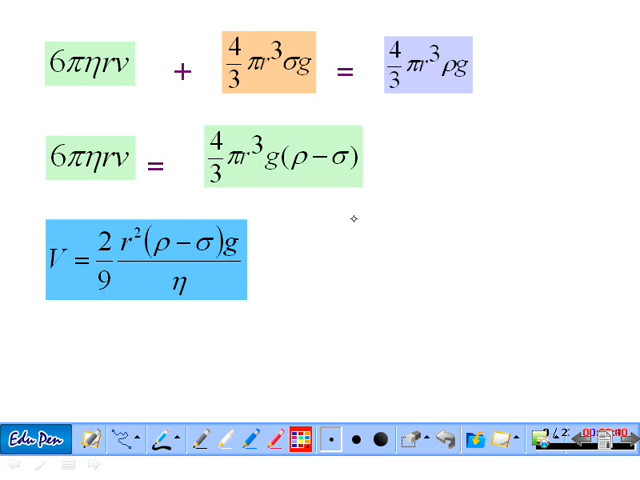 6πηrv + 4/3 πr³σg = 4/3 πr³ρg
6πηrv = 4/3 πr³g(ρ − σ)
V = 2/9 r²(ρ − σ)g / η
Edu Pen